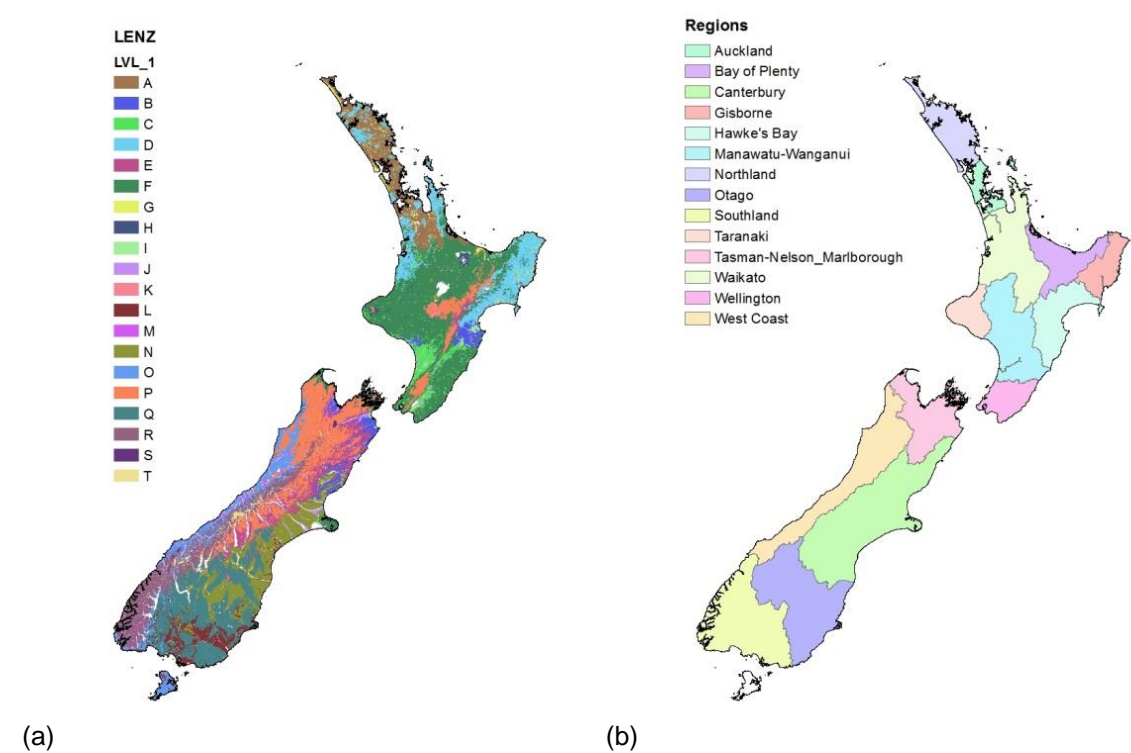 LENZ
LVL_1
A
B
C
D
E
F
G
H
I
J
K
L
M
N
O
P
Q
R
S
T
(a)
Regions
Auckland
Bay of Plenty
Canterbury
Gisborne
Hawke's Bay
Manawatu-Wanganui
Northland
Otago
Southland
Taranaki
Tasman-Nelson_Marlborough
Waikato
Wellington
West Coast
(b)